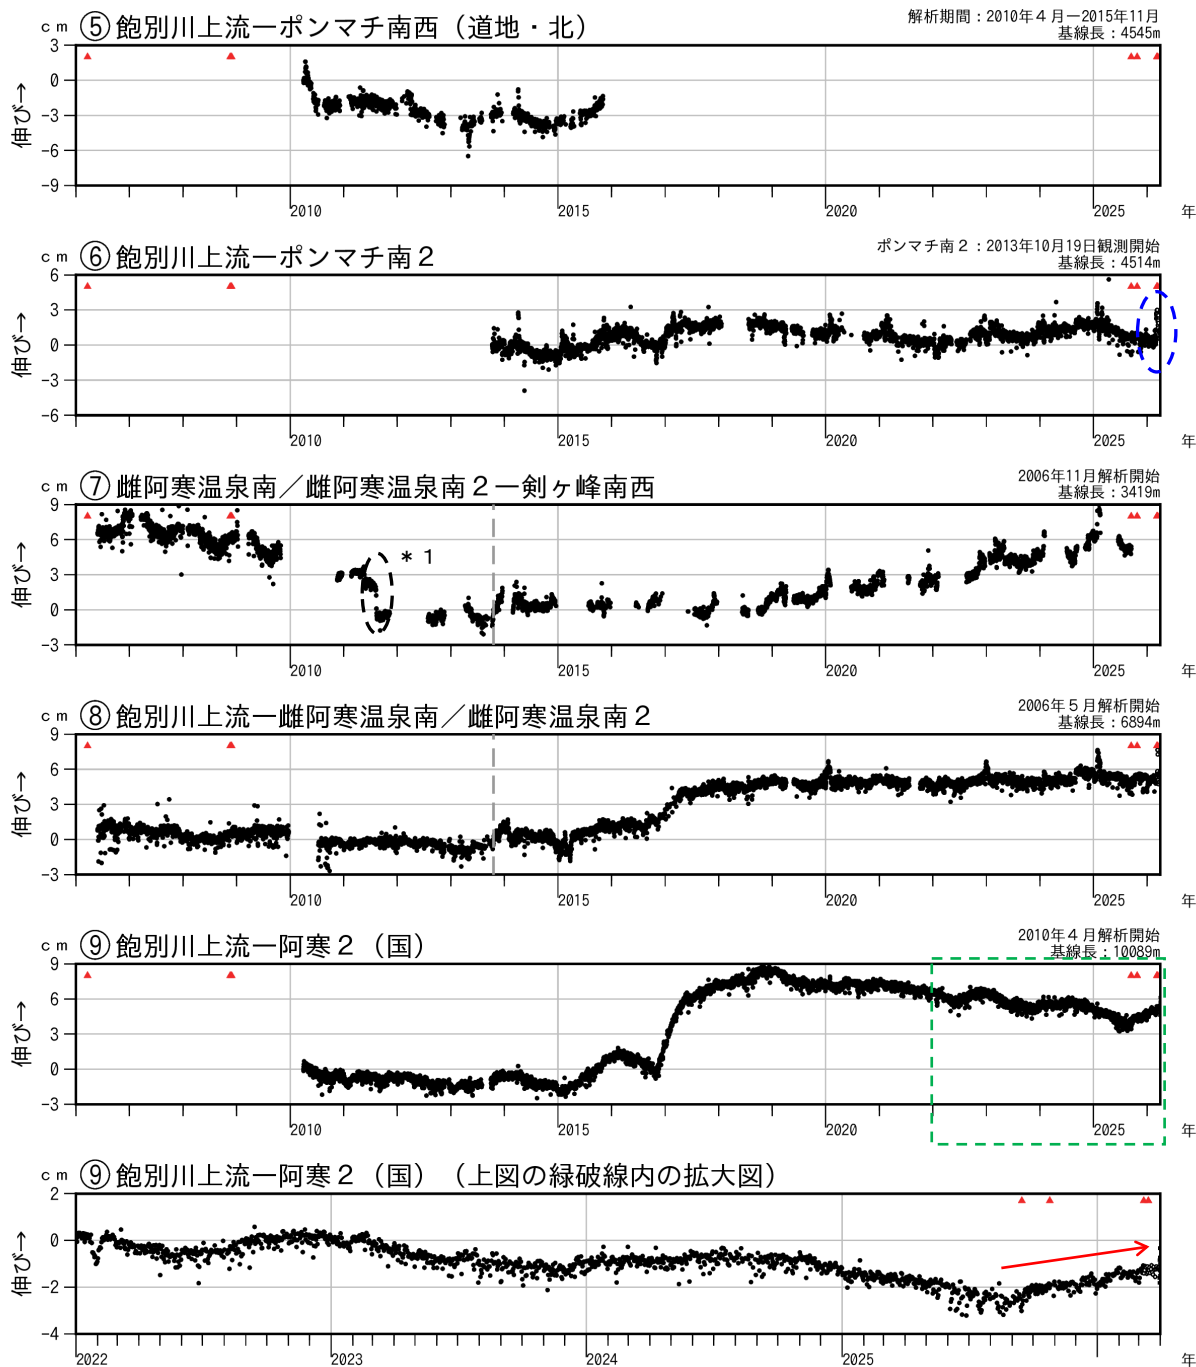 cm ⑤飽別川上流ーポンマチ南西（道地・北）
解析期間：2010年４月ー2015年11月
基線長：4545m
3
0
-3
-6
-9
伸び→
2010 2015 2020 2025 年
cm ⑥飽別川上流ーポンマチ南２
ポンマチ南２：2013年10月19日観測開始
基線長：4514m
6
3
0
-3
-6
伸び→
2010 2015 2020 2025 年
cm ⑦雌阿寒温泉南／雌阿寒温泉南２ー剣ヶ峰南西
2006年11月解析開始
基線長：3419m
9
6
3
0
-3
伸び→
＊１
2010 2015 2020 2025 年
cm ⑧飽別川上流ー雌阿寒温泉南／雌阿寒温泉南２
2006年５月解析開始
基線長：6894m
9
6
3
0
-3
伸び→
2010 2015 2020 2025 年
cm ⑨飽別川上流ー阿寒２（国）
2010年４月解析開始
基線長：10089m
9
6
3
0
-3
伸び→
2010 2015 2020 2025 年
cm ⑨飽別川上流ー阿寒２（国）（上図の緑破線内の拡大図）
2
0
-2
-4
伸び→
2022 2023 2024 2025 年